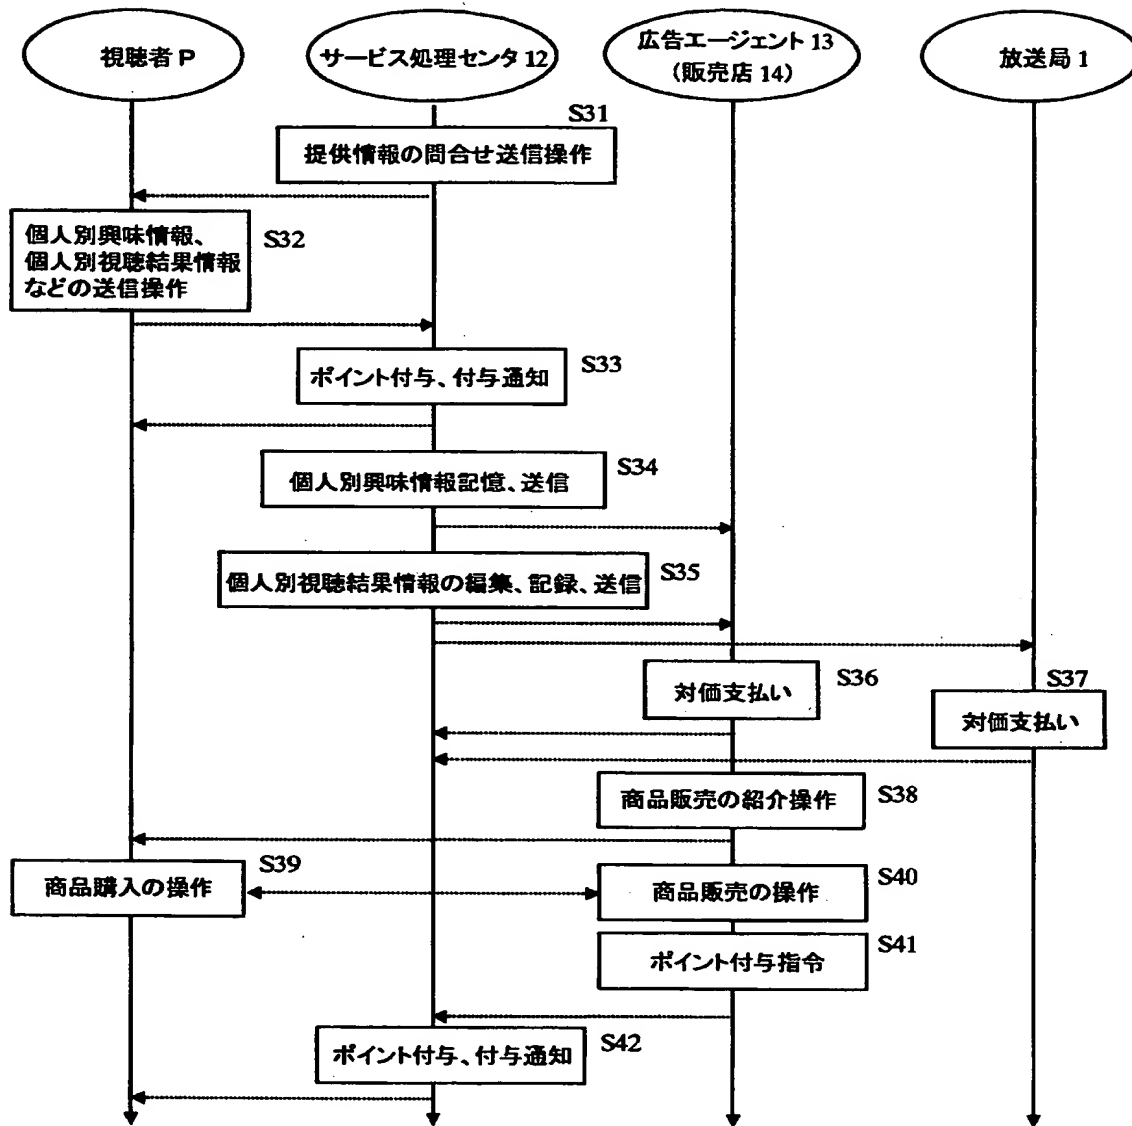 視聴者 P
サービス処理センタ 12
広告エージェント 13
(販売店 14)
放送局 1
S31
提供情報の問合せ送信操作
個人別興味情報、
個人別視聴結果情報
などの送信操作
S32
ポイント付与、付与通知
S33
個人別興味情報記憶、送信
S34
個人別視聴結果情報の編集、記録、送信
S35
対価支払い
S36
S37
対価支払い
商品販売の紹介操作
S38
S39
商品購入の操作
商品販売の操作
S40
ポイント付与指令
S41
ポイント付与、付与通知
S42